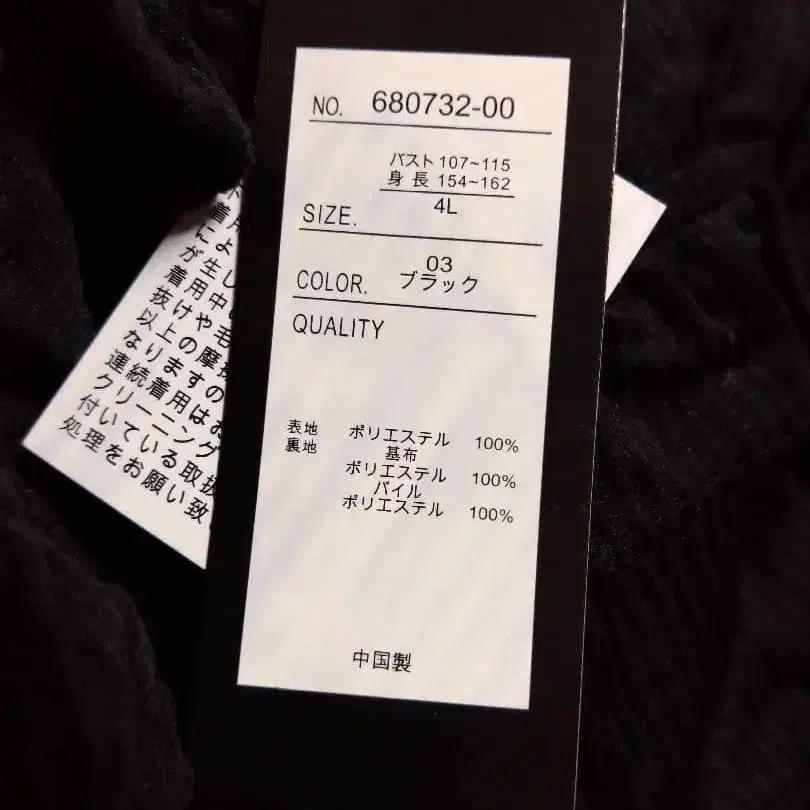 NO. 680732-00
バスト 107~115
身 長 154~162
SIZE. 4L
03
COLOR. ブラック
QUALITY
表地 ポリエステル 100%
裏地 基布
ポリエステル 100%
パイル
ポリエステル 100%
中国製
着用
によ
が生じ
着用中
抜けや毛
以上の摩擦
なりますの
連続着用はお
クリーニング
付いている取扱
処理をお願い致